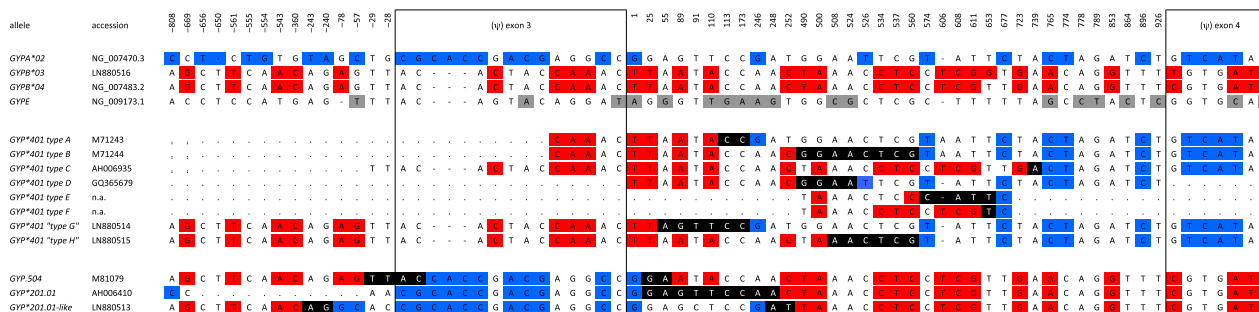 allele accession −808 −669 −656 −650 −561 −555 −554 −543 −360 −243 −240 −78 −57 −29 −28 (ψ) exon 3 1 25 55 89 91 110 113 173 246 248 252 490 500 508 524 526 534 537 560 574 606 608 611 653 677 723 739 765 774 778 789 853 864 896 926 (ψ) exon 4
GYPA*02 NG_007470.3 C C T - C T G T G T A G C T G C G C A C C G A C G A G G C C G G A G T T C C G A T G G A A C T C G T - A T T C T A C T A G A T C T G T C A T A
GYPB*03 LN880516 A G C T T C A A C A G A G T T A C - - - A C T A C C A A A C T T A A T A C C A A C T A A A C C T C C T C G G T G A A C A G G T T T T G T G A T
GYPB*04 NG_007483.2 A G C T T C A A C A G A G T T A C - - - A C T A C C A A A C T T A A T A C C A A C T A A A C C T C C T C G T T G A A C A G G T T T C G T G A T
GYPE NG_009173.1 A C C T C C A T G A G - T T T A C - - - A G T A C A G G A T A G G G T T G A A G T G G C G C T C G C - T T T T T A G C C T A C T C G G T G C A
GYP*401 type A M71243 . . . . . . . . . . . . . . . . . . . . . . . . . C A A A C T T A A T A C C G A T G G A A C T C G T A A T T C T A C T A G A T C T G T C A T A
GYP*401 type B M71244 . . . . . . . . . . . . . . . . . . . . . . . . . C A A A C T T A A T A C C A A C G G A A C T C G T A A T T C T A C T A G A T C T G T C A T A
GYP*401 type C AH006935 . . . . . . . . . . . . . T T A C - - - A C T A C C A A A C T T A A T A C C A A C T A A A C C T C C T C G T T G A C T A G A T C T G T C A T A
GYP*401 type D GQ365679 . . . . . . . . . . . . . . . . . . . . . . . . . . . . . . T T A A T A C C A A C G G A A T T C G T - A T T C T A C T A G A T C T . . . . . .
GYP*401 type E n.a. . . . . . . . . . . . . . . . . . . . . . . . . . . . . . . . . . . . . . . . . . T A A A C T C C C - A T T C . . . . . . . . . . . . . . . .
GYP*401 type F n.a. . . . . . . . . . . . . . . . . . . . . . . . . . . . . . . . . . . . . . . . . . T A A A C C T C C T C G T C . . . . . . . . . . . . . . . .
GYP*401 "type G" LN880514 A G C T T C A A C A G A G T T A C - - - A C T A C C A A A C T T A G T T C C G A T G G A A C T C G T - A T T C T A C T A G A T C T G T C A T A
GYP*401 "type H" LN880515 A G C T T C A A C A G A G T T A C - - - A C T A C C A A A C T T A A T A C C A A C T A A A C T C G T - A T T C T A C T A G A T C T G T C A T A
GYP.504 M81079 A G C T T C A A C A G A G T T A C C A C C G A C G A G G C C G G A A T A C C A A C T A A A C C T C C T C G T T G A A C A G G T T T C G T G A T
GYP*201.01 AH006410 C C . . . . . . . . . . . A A C G C A C C G A C G A G G C C G G A G T T C C A A C T A A A C C T C C T C G T T G A A C A G G T T T C G T G A T
GYP*201.01-like LN880513 A G C T T C A A C A G G C A C C G C A C C G A C G A G G C C G G A G C T C C G A T A A A C C T C C T C G T T G A A C A G G T T T C G T G A T